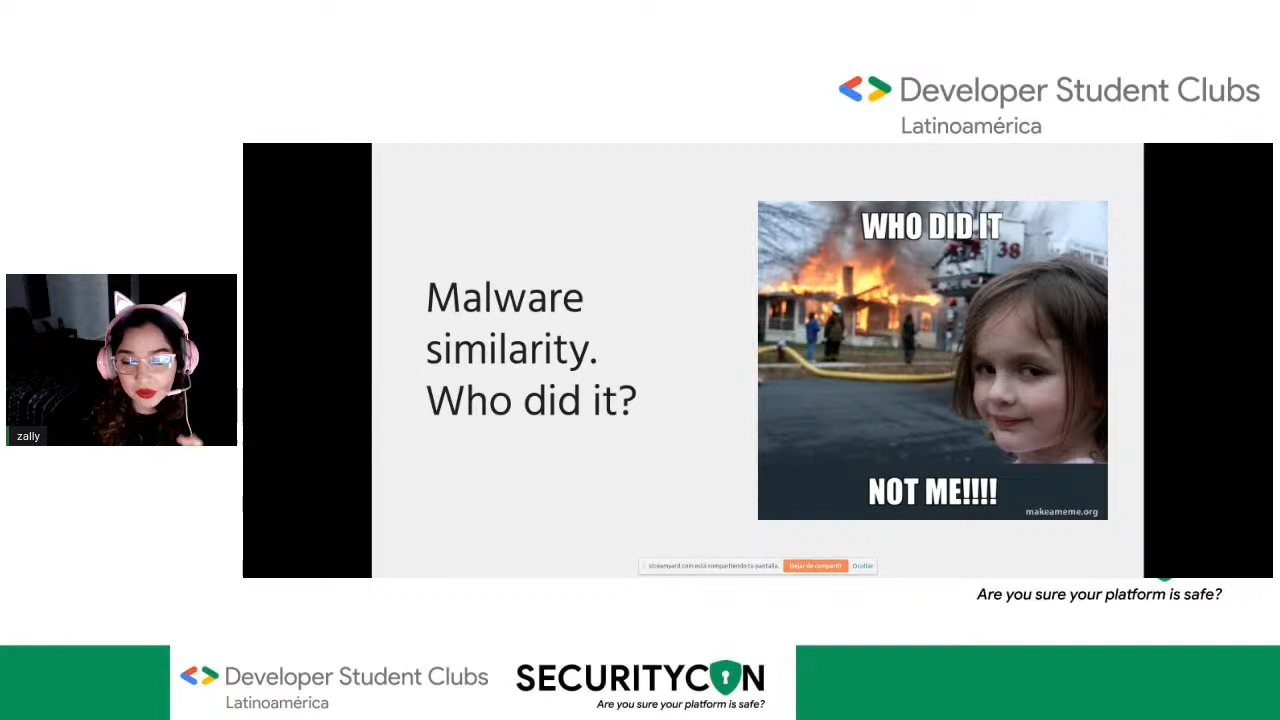 Developer Student Clubs
Latinoamérica
Malware
similarity.
Who did it?
WHO DID IT
38
NOT ME!!!!
makeameme.org
zally
streamyard.com está compartiendo tu pantalla.
Dejar de compartir
Ocultar
Are you sure your platform is safe?
Developer Student Clubs
Latinoamérica
SECURITYCON
Are you sure your platform is safe?